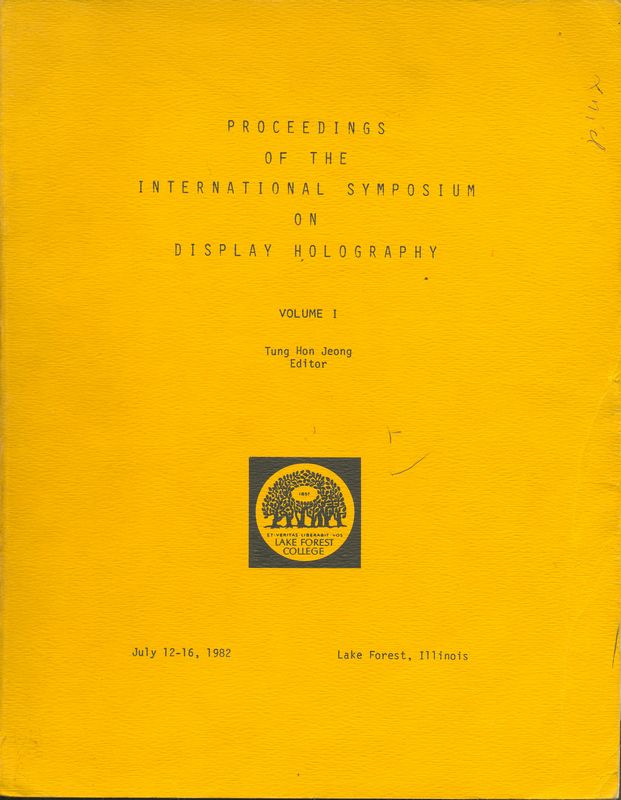 PROCEEDINGS
OF THE
INTERNATIONAL SYMPOSIUM
ON
DISPLAY HOLOGRAPHY
VOLUME I
Tung Hon Jeong
Editor
1857
ET·VERITAS LIBERABIT·VOS
LAKE FOREST
COLLEGE
July 12-16, 1982
Lake Forest, Illinois